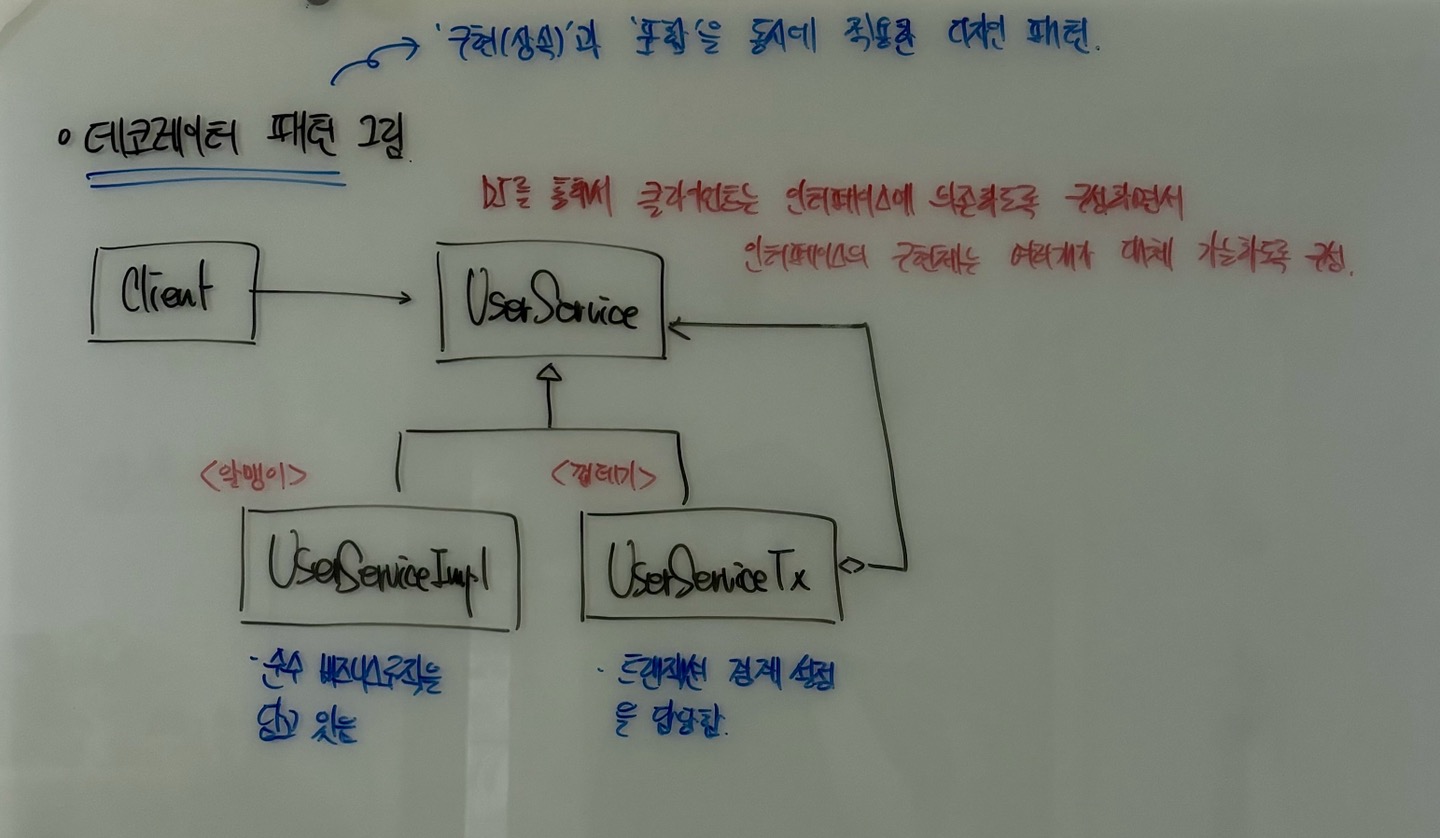 '구현(상속)'과 '포함'을 동시에 적용한 디자인 패턴.
◦ 데코레이터 패턴 그림.
DI를 통해서 클라이언트는 인터페이스에 의존하도록 구성하면서
인터페이스의 구현체는 여러개가 대체 가능하도록 구성.
Client
UserService
<알맹이>
<껍데기>
UserServiceImpl
UserServiceTx
· 순수 비즈니스로직을
담고 있음
· 트랜잭션 경계 설정
을 담당함.